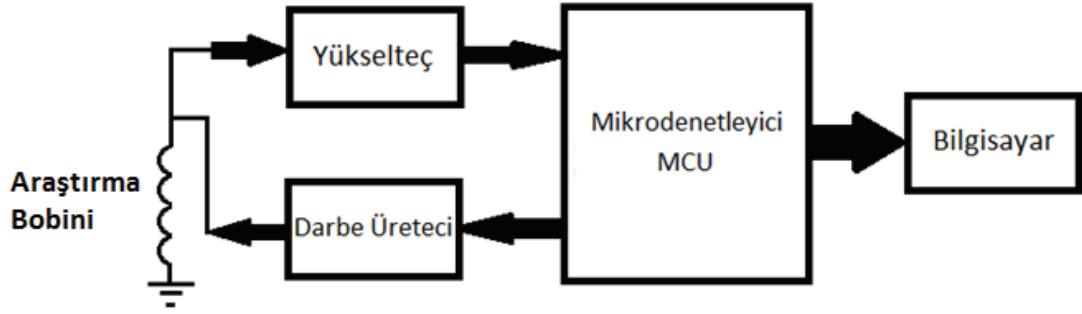 Yükselteç
Mikrodenetleyici
MCU
Bilgisayar
Araştırma
Bobini
Darbe Üreteci